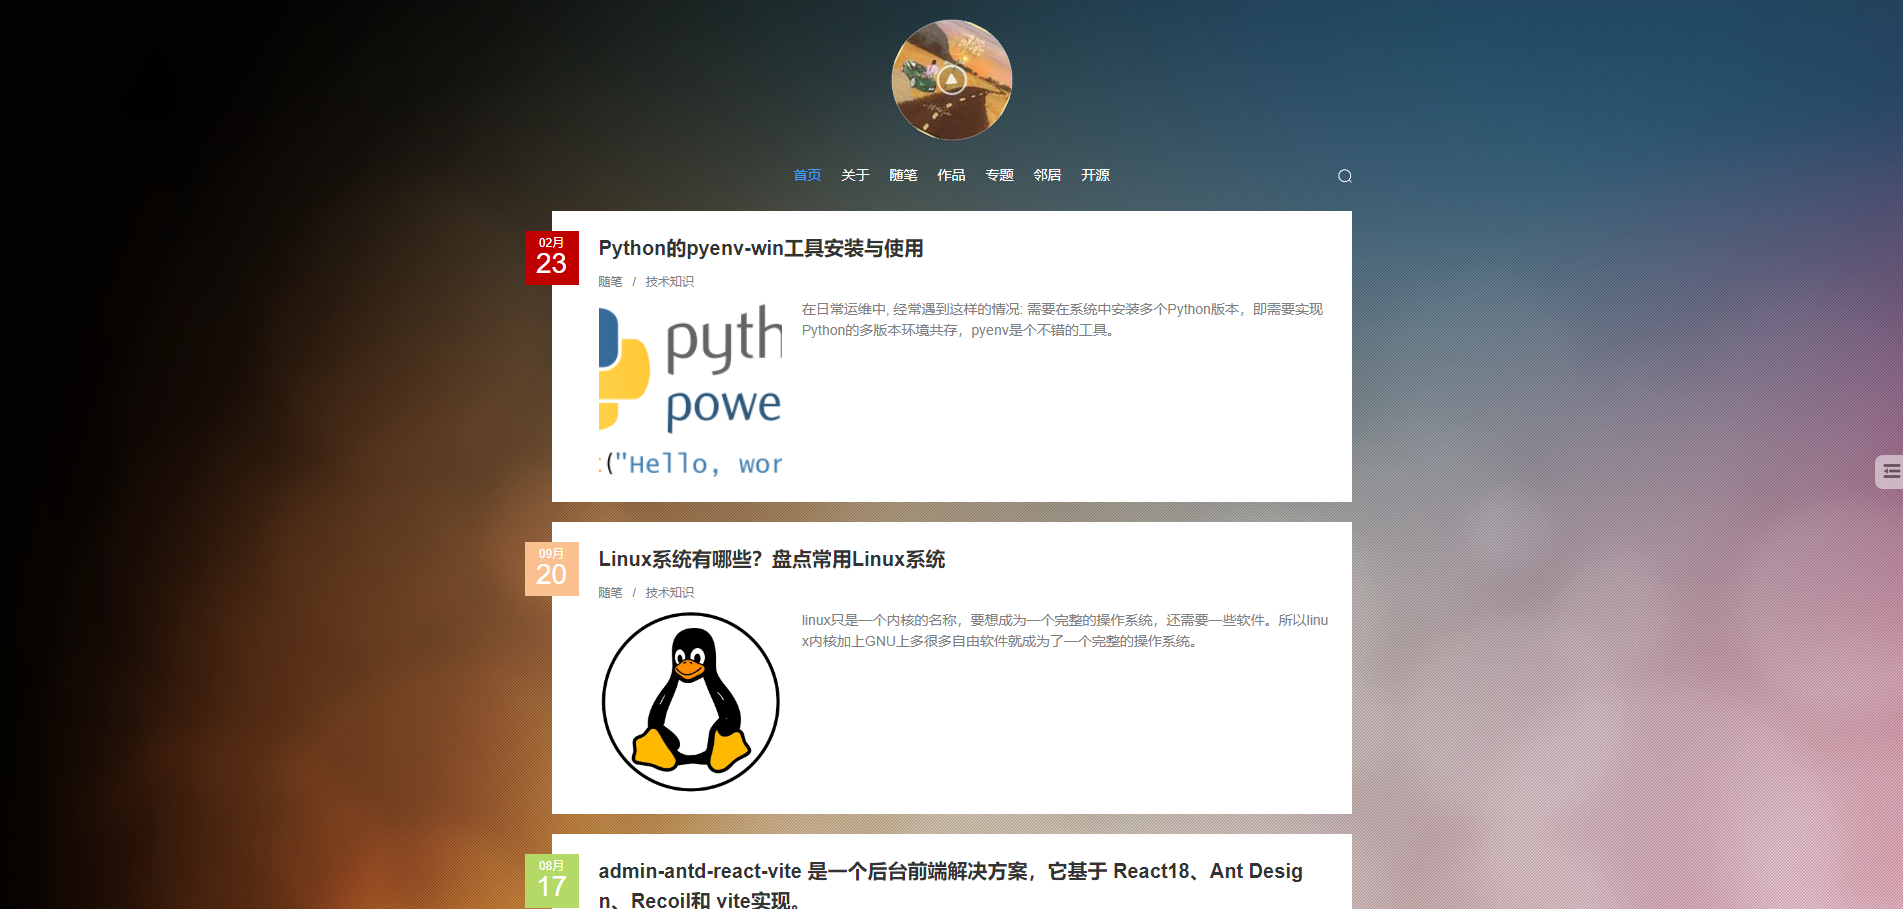 首页 关于 随笔 作品 专题 邻居 开源
02月
23
Python的pyenv-win工具安装与使用
随笔 / 技术知识
在日常运维中, 经常遇到这样的情况: 需要在系统中安装多个Python版本，即需要实现
Python的多版本环境共存，pyenv是个不错的工具。
pyth
powe
:("Hello, wor
09月
20
Linux系统有哪些？盘点常用Linux系统
随笔 / 技术知识
linux只是一个内核的名称，要想成为一个完整的操作系统，还需要一些软件。所以linu
x内核加上GNU上多很多自由软件就成为了一个完整的操作系统。
08月
17
admin-antd-react-vite 是一个后台前端解决方案，它基于 React18、Ant Desig
n、Recoil和 vite实现。